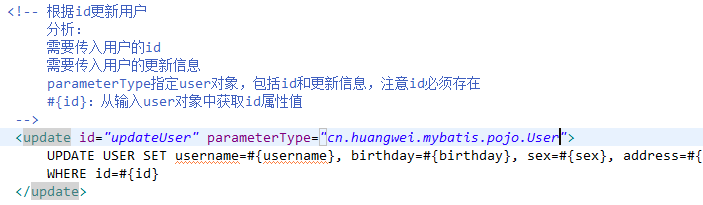 <!-- 根据id更新用户
分析：
需要传入用户的id
需要传入用户的更新信息
parameterType指定user对象，包括id和更新信息，注意id必须存在
#{id}：从输入user对象中获取id属性值
-->
<update id="updateUser" parameterType="cn.huangwei.mybatis.pojo.User">
UPDATE USER SET username=#{username}, birthday=#{birthday}, sex=#{sex}, address=#{
WHERE id=#{id}
</update>